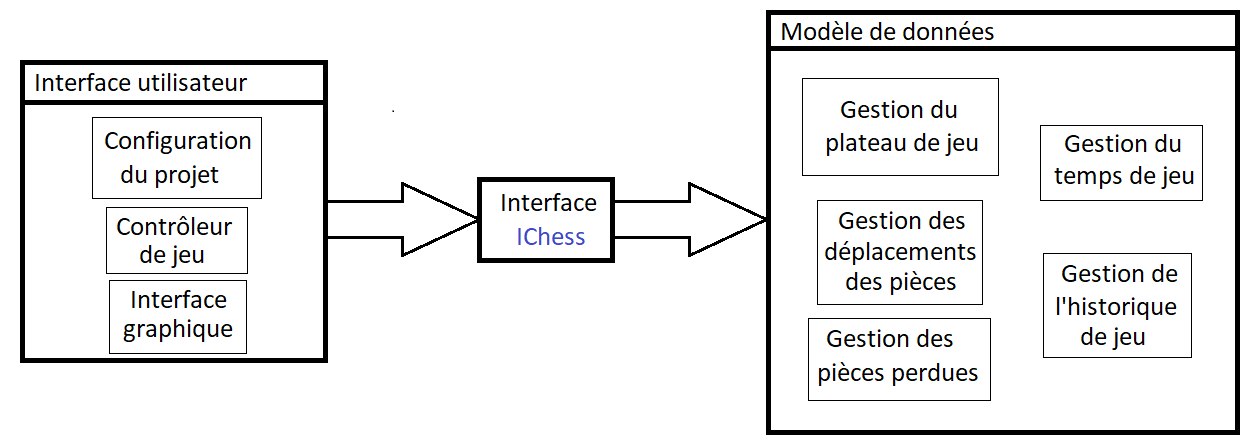 Interface utilisateur
Configuration
du projet
Contrôleur
de jeu
Interface
graphique
Interface
IChess
Modèle de données
Gestion du
plateau de jeu
Gestion des
déplacements
des pièces
Gestion des
pièces perdues
Gestion du
temps de jeu
Gestion de
l'historique
de jeu